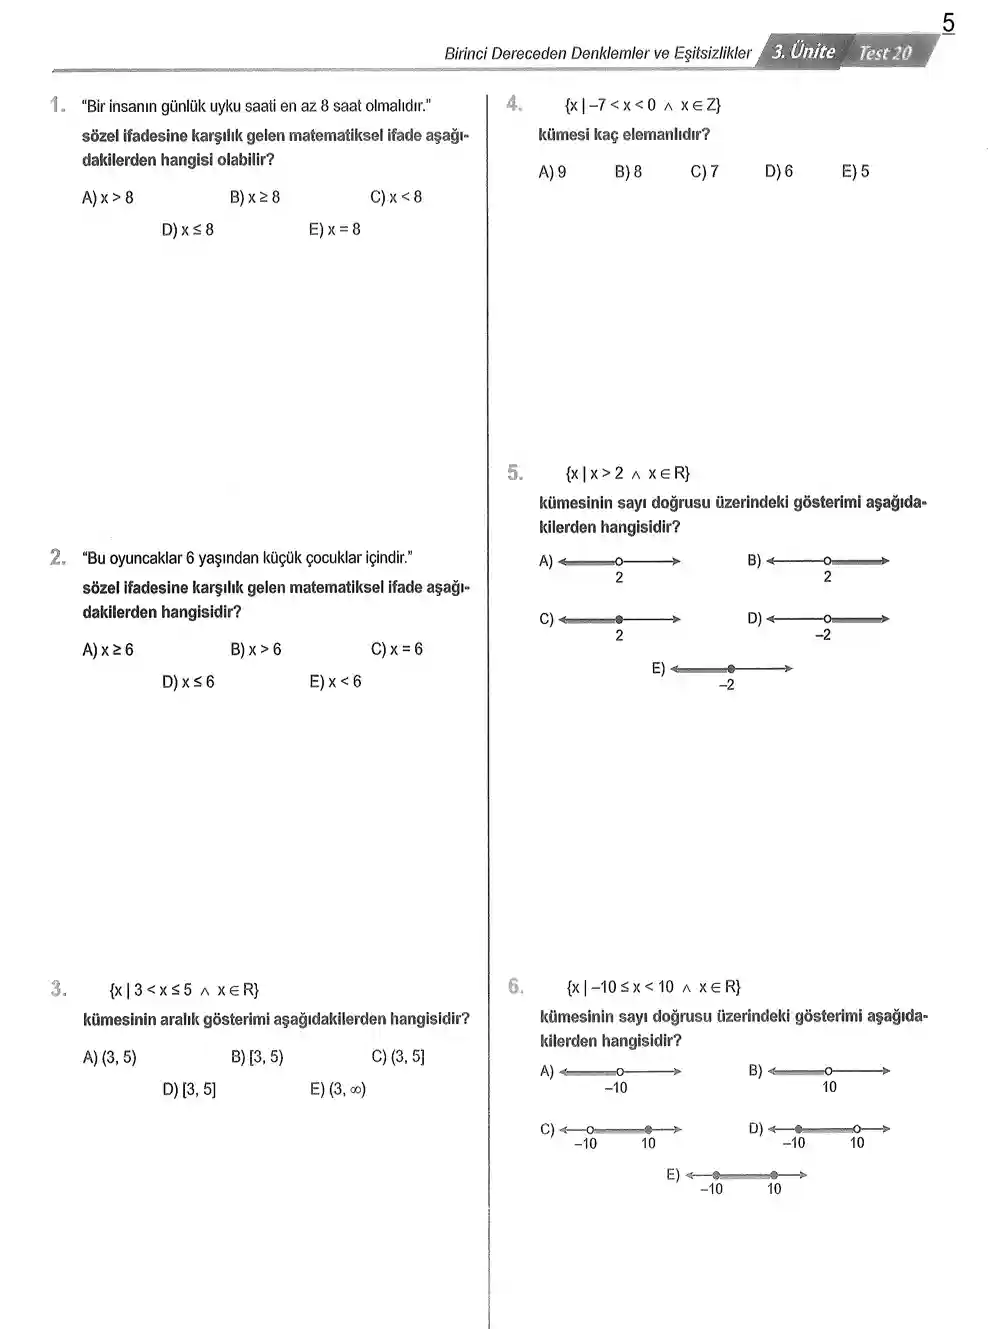 5
Birinci Dereceden Denklemler ve Eşitsizlikler 3. Ünite Test 20
1. "Bir insanın günlük uyku saati en az 8 saat olmalıdır."
sözel ifadesine karşılık gelen matematiksel ifade aşağı-
dakilerden hangisi olabilir?
A) x > 8 B) x ≥ 8 C) x < 8
D) x ≤ 8 E) x = 8
2. "Bu oyuncaklar 6 yaşından küçük çocuklar içindir."
sözel ifadesine karşılık gelen matematiksel ifade aşağı-
dakilerden hangisidir?
A) x ≥ 6 B) x > 6 C) x = 6
D) x ≤ 6 E) x < 6
3. {x | 3 < x ≤ 5 ∧ x ∈ R}
kümesinin aralık gösterimi aşağıdakilerden hangisidir?
A) (3, 5) B) [3, 5) C) (3, 5]
D) [3, 5] E) (3, ∞)
4. {x | –7 < x < 0 ∧ x ∈ Z}
kümesi kaç elemanlıdır?
A) 9 B) 8 C) 7 D) 6 E) 5
5. {x | x > 2 ∧ x ∈ R}
kümesinin sayı doğrusu üzerindeki gösterimi aşağıda-
kilerden hangisidir?
A) B)
2 2
C) D)
2 –2
E)
–2
6. {x | –10 ≤ x < 10 ∧ x ∈ R}
kümesinin sayı doğrusu üzerindeki gösterimi aşağıda-
kilerden hangisidir?
A) B)
–10 10
C) D)
–10 10 –10 10
E)
–10 10